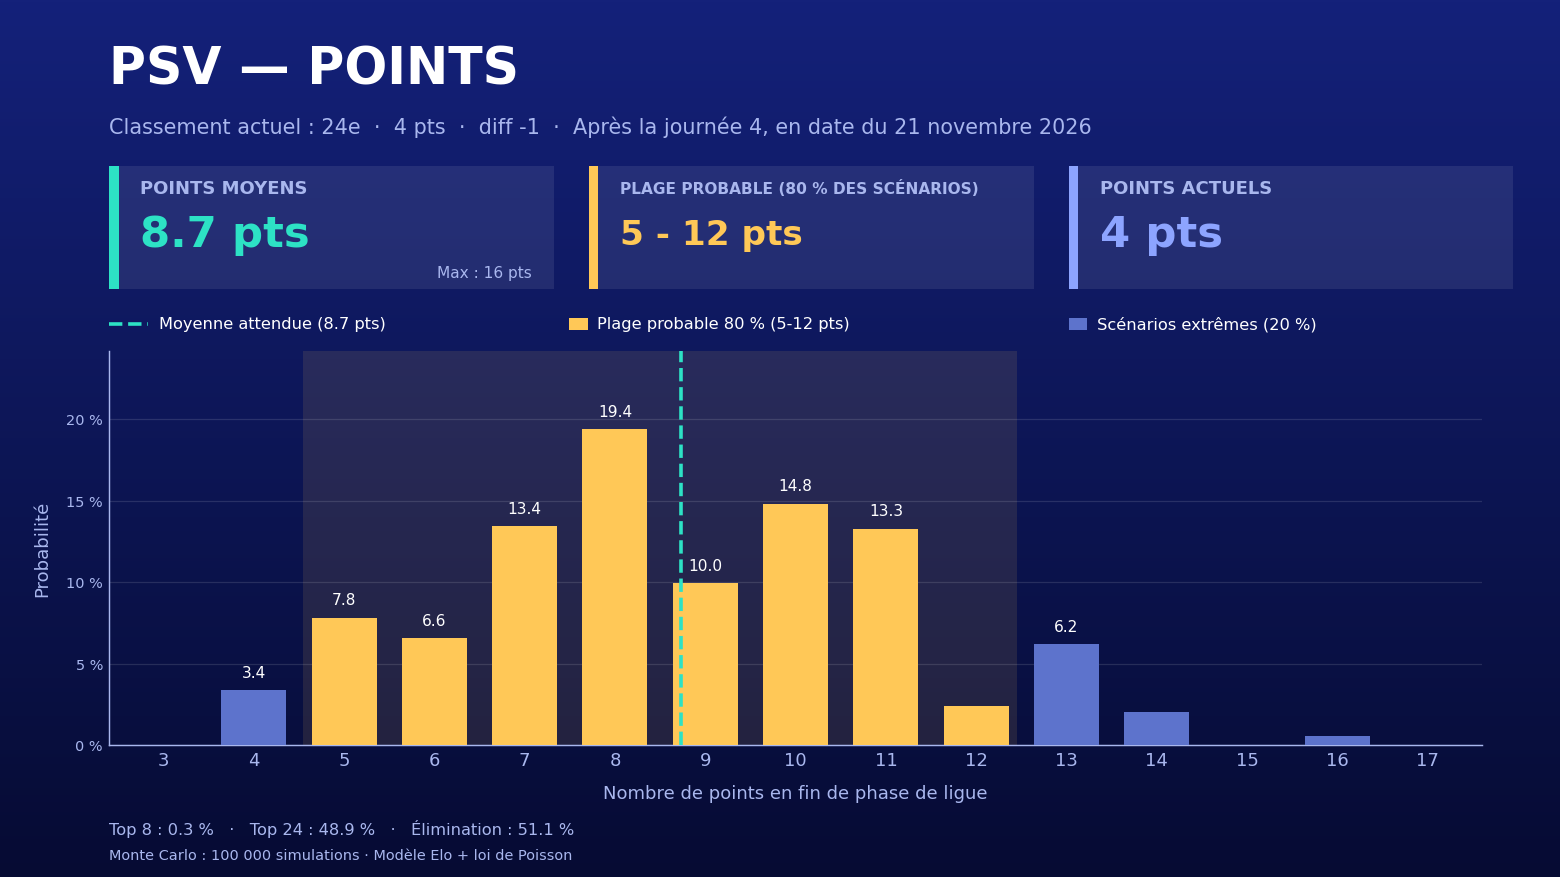 PSV — POINTS
Classement actuel : 24e · 4 pts · diff -1 · Après la journée 4, en date du 21 novembre 2026
POINTS MOYENS
8.7 pts
Max : 16 pts
PLAGE PROBABLE (80 % DES SCÉNARIOS)
5 - 12 pts
POINTS ACTUELS
4 pts
Moyenne attendue (8.7 pts)
Plage probable 80 % (5-12 pts)
Scénarios extrêmes (20 %)
Probabilité
20 %
15 %
10 %
5 %
0 %
3.4
7.8
6.6
13.4
19.4
10.0
14.8
13.3
6.2
3 4 5 6 7 8 9 10 11 12 13 14 15 16 17
Nombre de points en fin de phase de ligue
Top 8 : 0.3 % · Top 24 : 48.9 % · Élimination : 51.1 %
Monte Carlo : 100 000 simulations · Modèle Elo + loi de Poisson